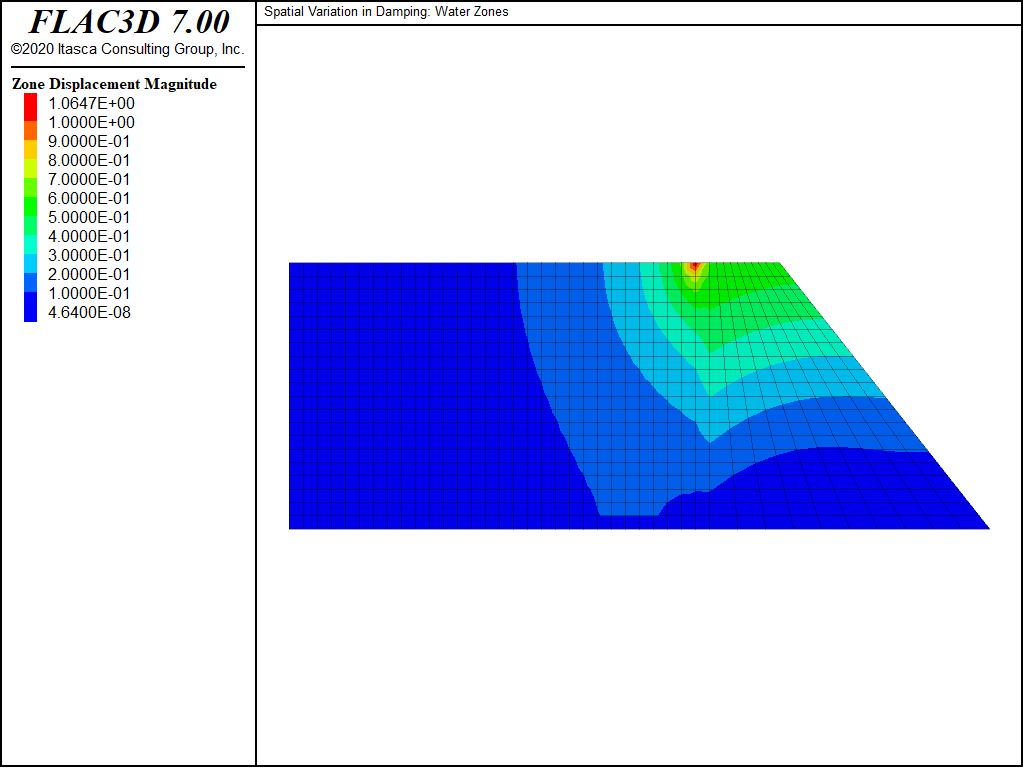 FLAC3D 7.00
©2020 Itasca Consulting Group, Inc.
Zone Displacement Magnitude
1.0647E+00
1.0000E+00
9.0000E-01
8.0000E-01
7.0000E-01
6.0000E-01
5.0000E-01
4.0000E-01
3.0000E-01
2.0000E-01
1.0000E-01
4.6400E-08
Spatial Variation in Damping: Water Zones